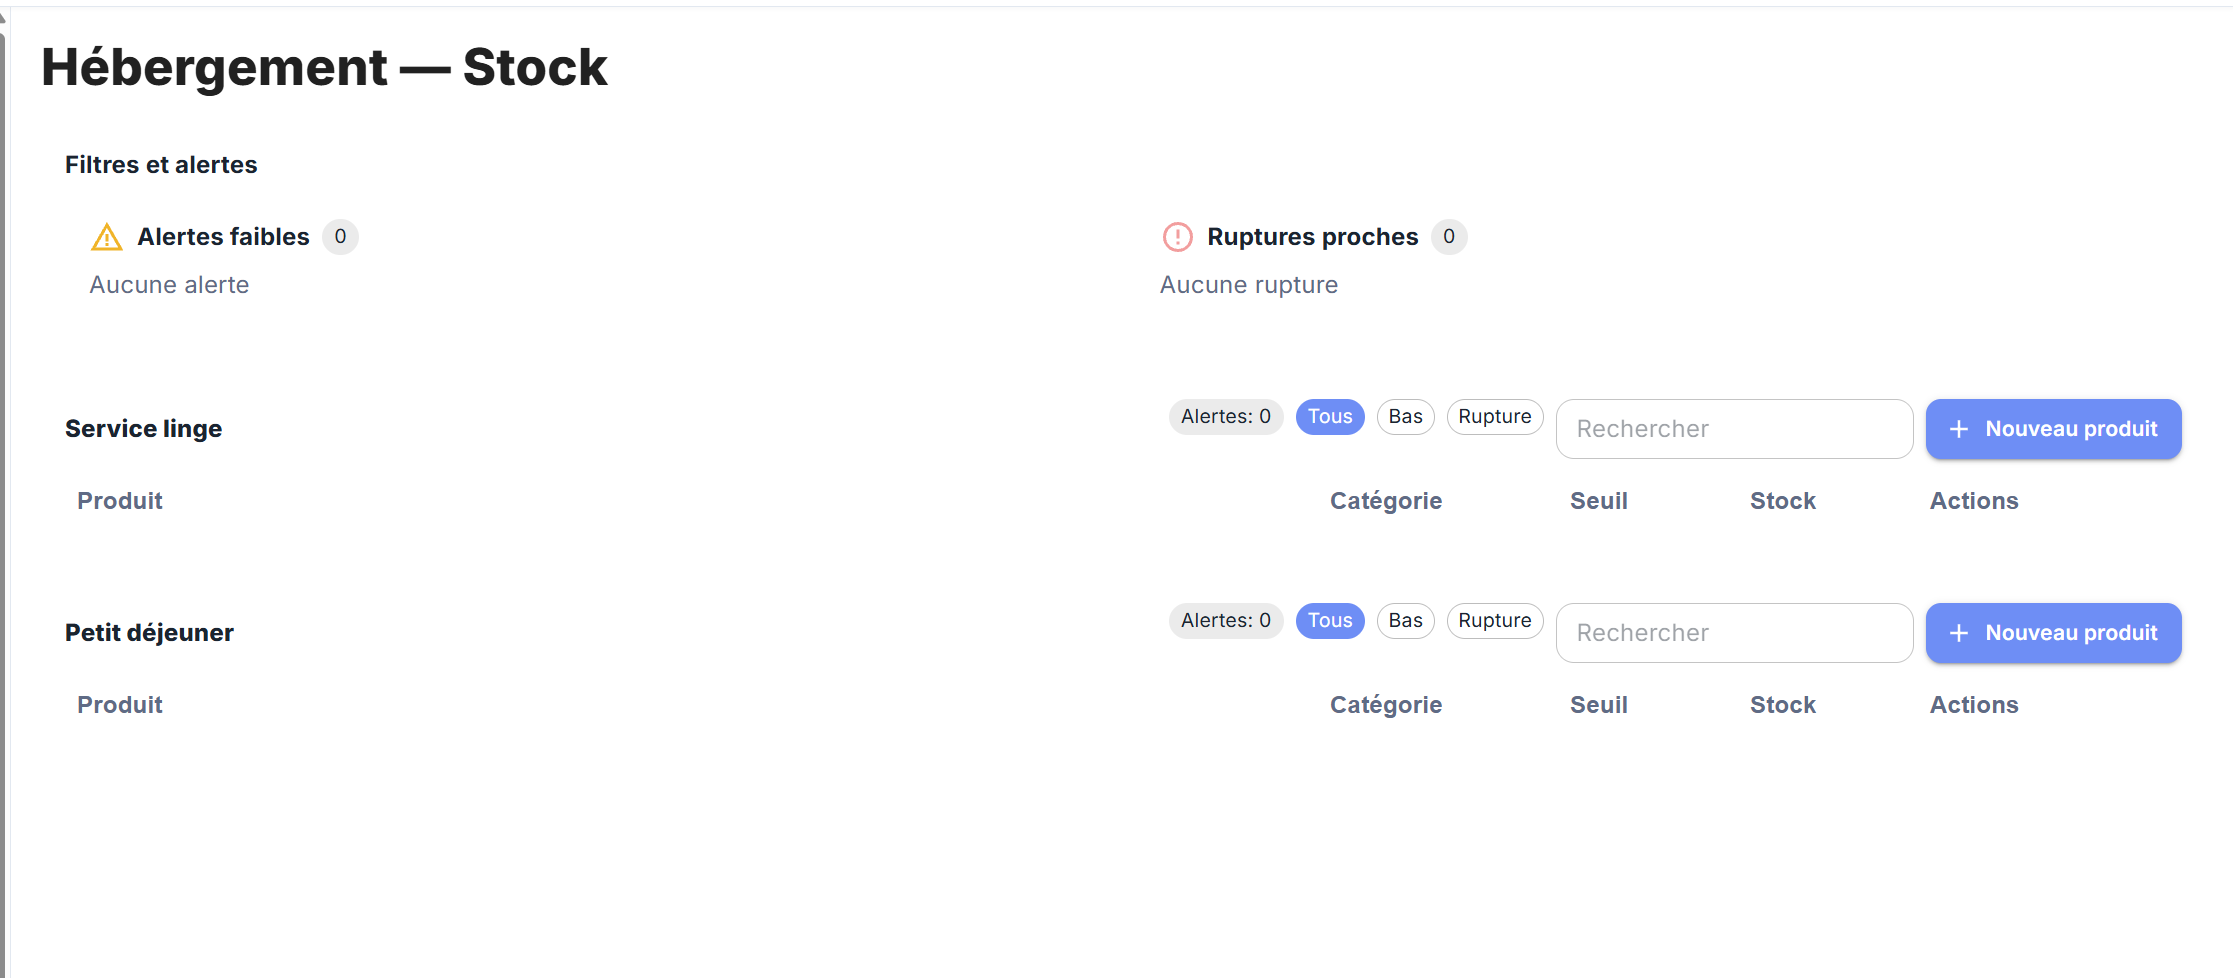 Hébergement — Stock
Filtres et alertes
Alertes faibles 0
Aucune alerte
Ruptures proches 0
Aucune rupture
Service linge
Alertes: 0 Tous Bas Rupture Rechercher + Nouveau produit
Produit Catégorie Seuil Stock Actions
Petit déjeuner
Alertes: 0 Tous Bas Rupture Rechercher + Nouveau produit
Produit Catégorie Seuil Stock Actions